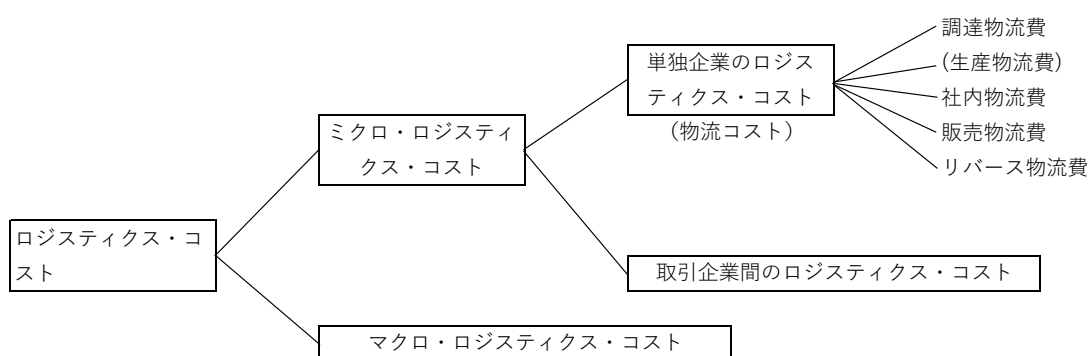 調達物流費
(生産物流費)
社内物流費
販売物流費
リバース物流費
単独企業のロジス
ティクス・コスト
(物流コスト)
ミクロ・ロジスティ
クス・コスト
ロジスティクス・コ
スト
取引企業間のロジスティクス・コスト
マクロ・ロジスティクス・コスト